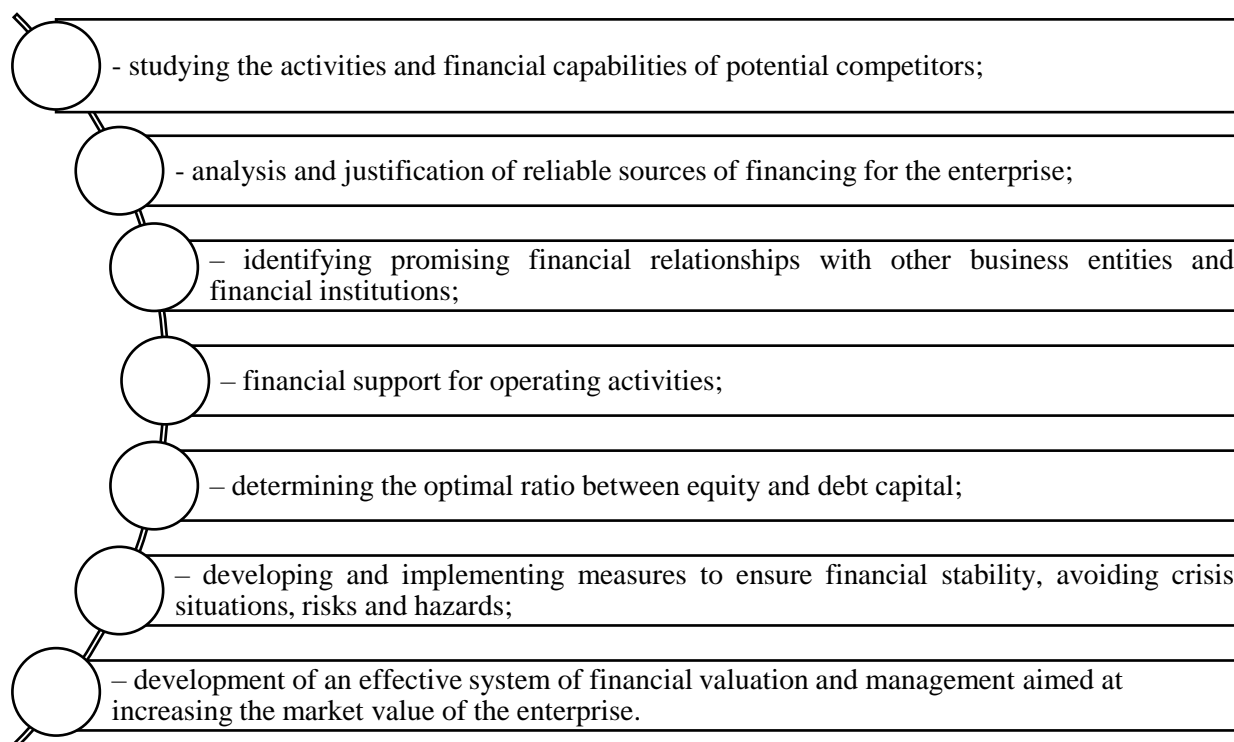 - studying the activities and financial capabilities of potential competitors;
- analysis and justification of reliable sources of financing for the enterprise;
– identifying promising financial relationships with other business entities and
financial institutions;
– financial support for operating activities;
– determining the optimal ratio between equity and debt capital;
– developing and implementing measures to ensure financial stability, avoiding crisis
situations, risks and hazards;
– development of an effective system of financial valuation and management aimed at
increasing the market value of the enterprise.